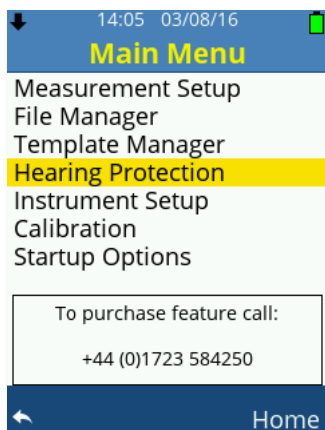 14:05 03/08/16
Main Menu
Measurement Setup
File Manager
Template Manager
Hearing Protection
Instrument Setup
Calibration
Startup Options
To purchase feature call:
+44 (0)1723 584250
Home